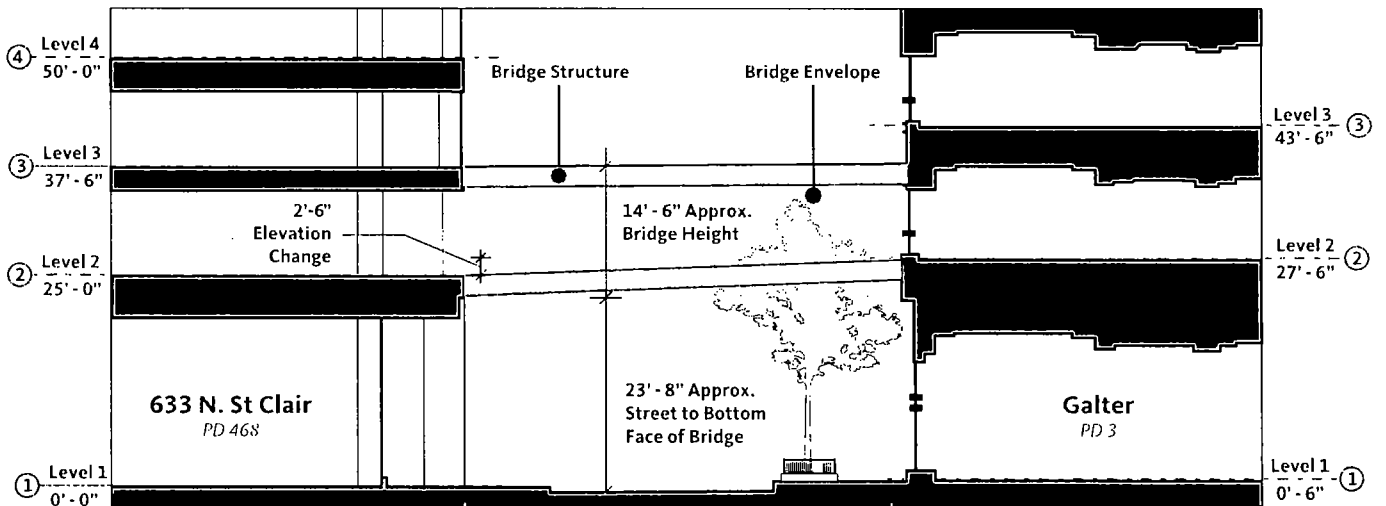 Level 4
④
50' - 0"
Bridge Structure
Bridge Envelope
Level 3
③
43' - 6"
Level 3
③
37' - 6"
2'-6"
Elevation
Change
14' - 6" Approx.
Bridge Height
Level 2
②
25' - 0"
Level 2
②
27' - 6"
633 N. St Clair
PD 468
23' - 8" Approx.
Street to Bottom
Face of Bridge
Galter
PD 3
Level 1
①
0' - 0"
Level 1
①
0' - 6"